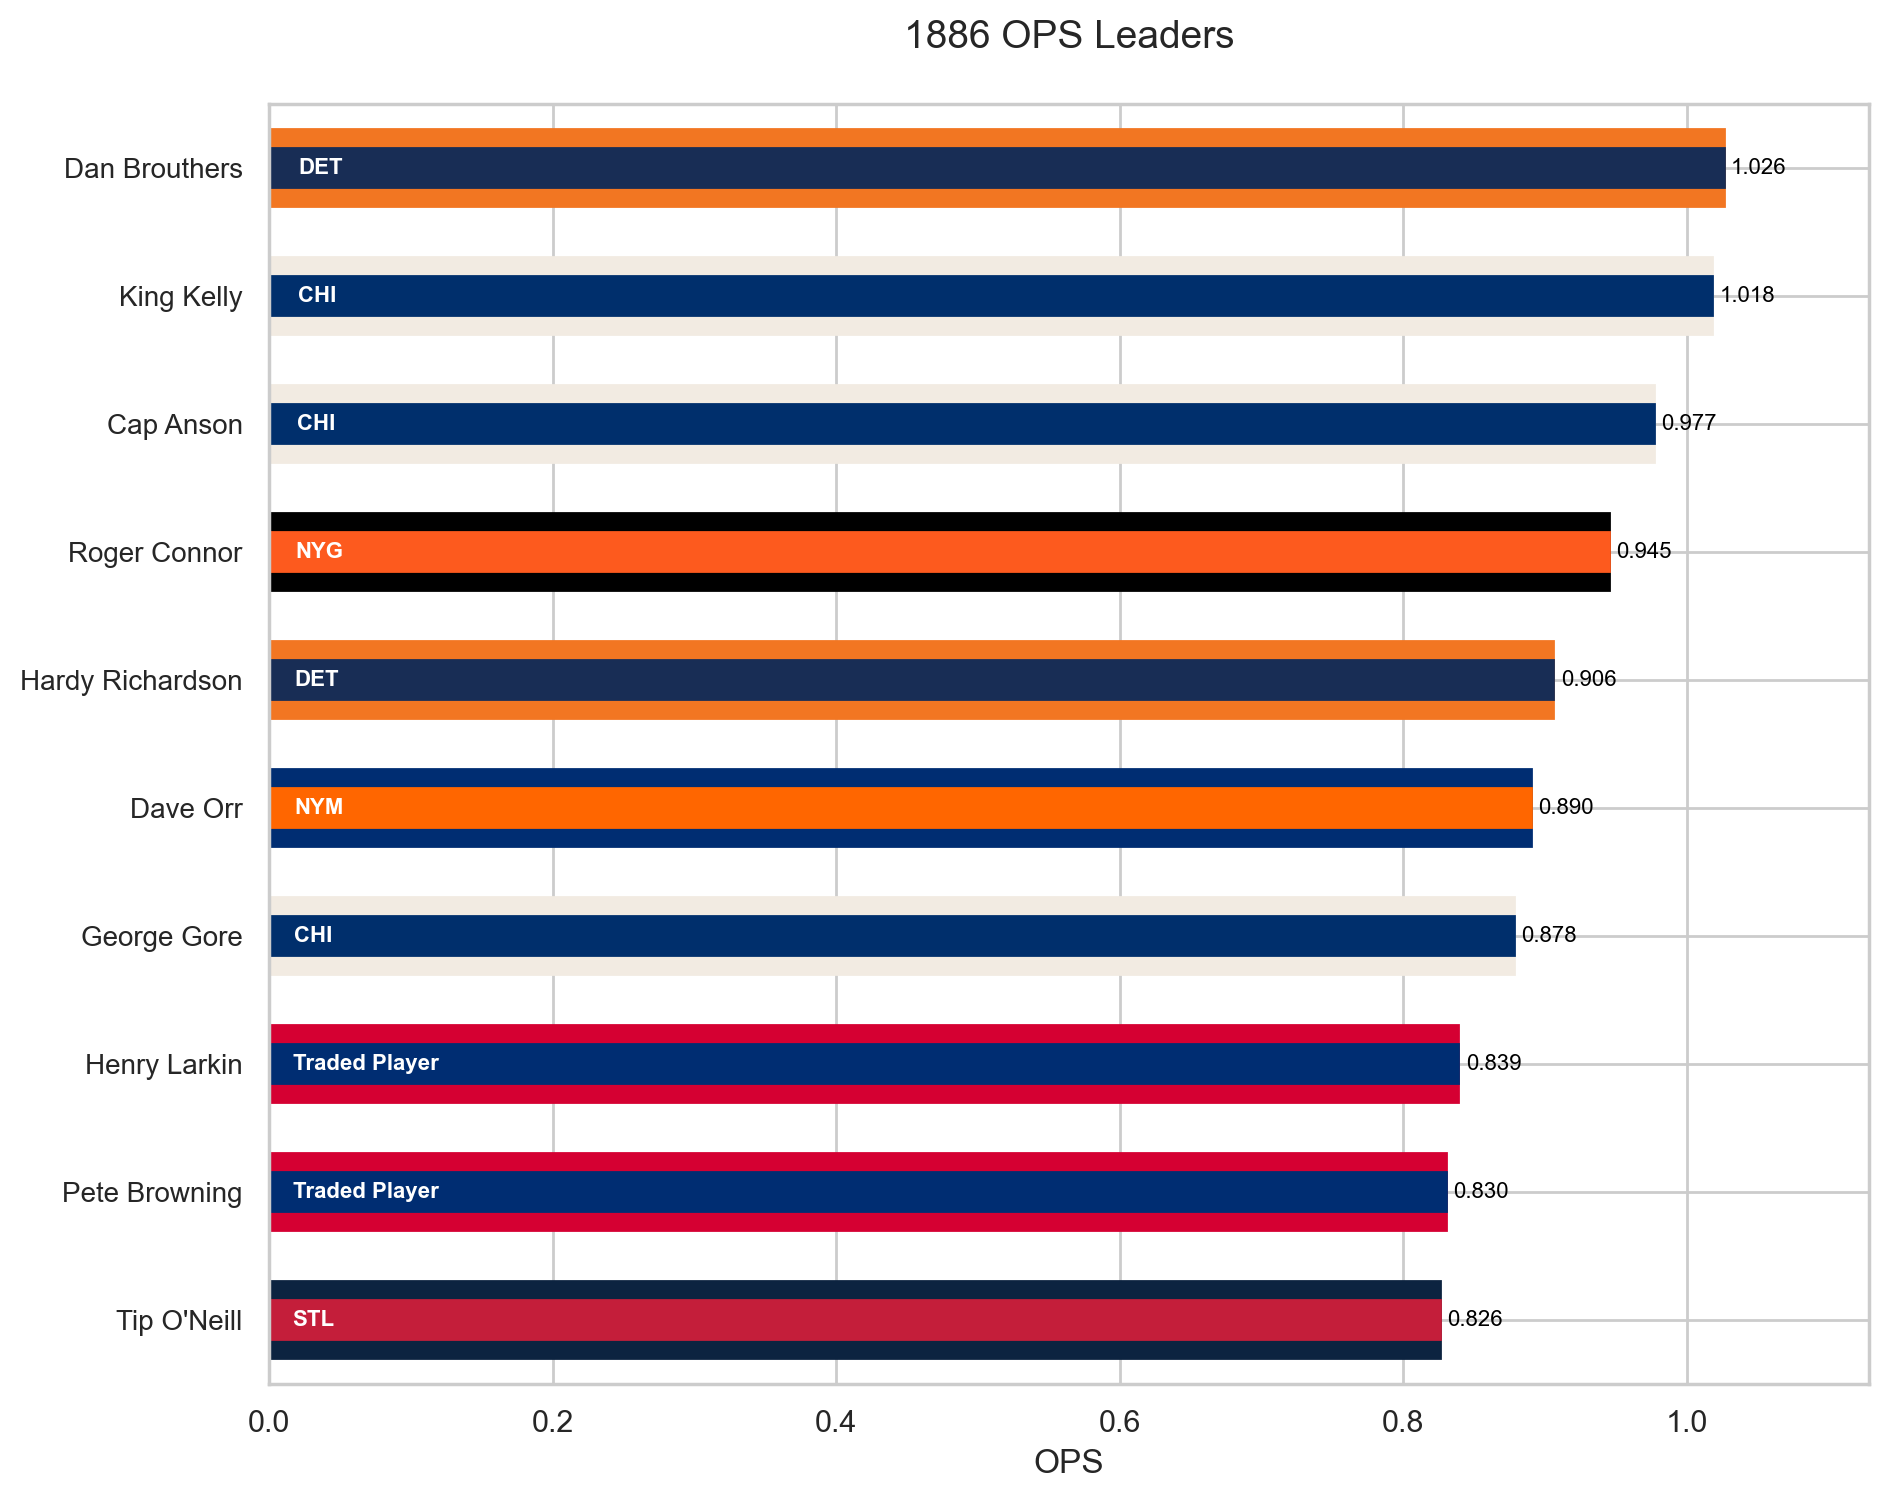 1886 OPS Leaders
Dan Brouthers DET 1.026
King Kelly CHI 1.018
Cap Anson CHI 0.977
Roger Connor NYG 0.945
Hardy Richardson DET 0.906
Dave Orr NYM 0.890
George Gore CHI 0.878
Henry Larkin Traded Player 0.839
Pete Browning Traded Player 0.830
Tip O'Neill STL 0.826
0.0 0.2 0.4 0.6 0.8 1.0
OPS